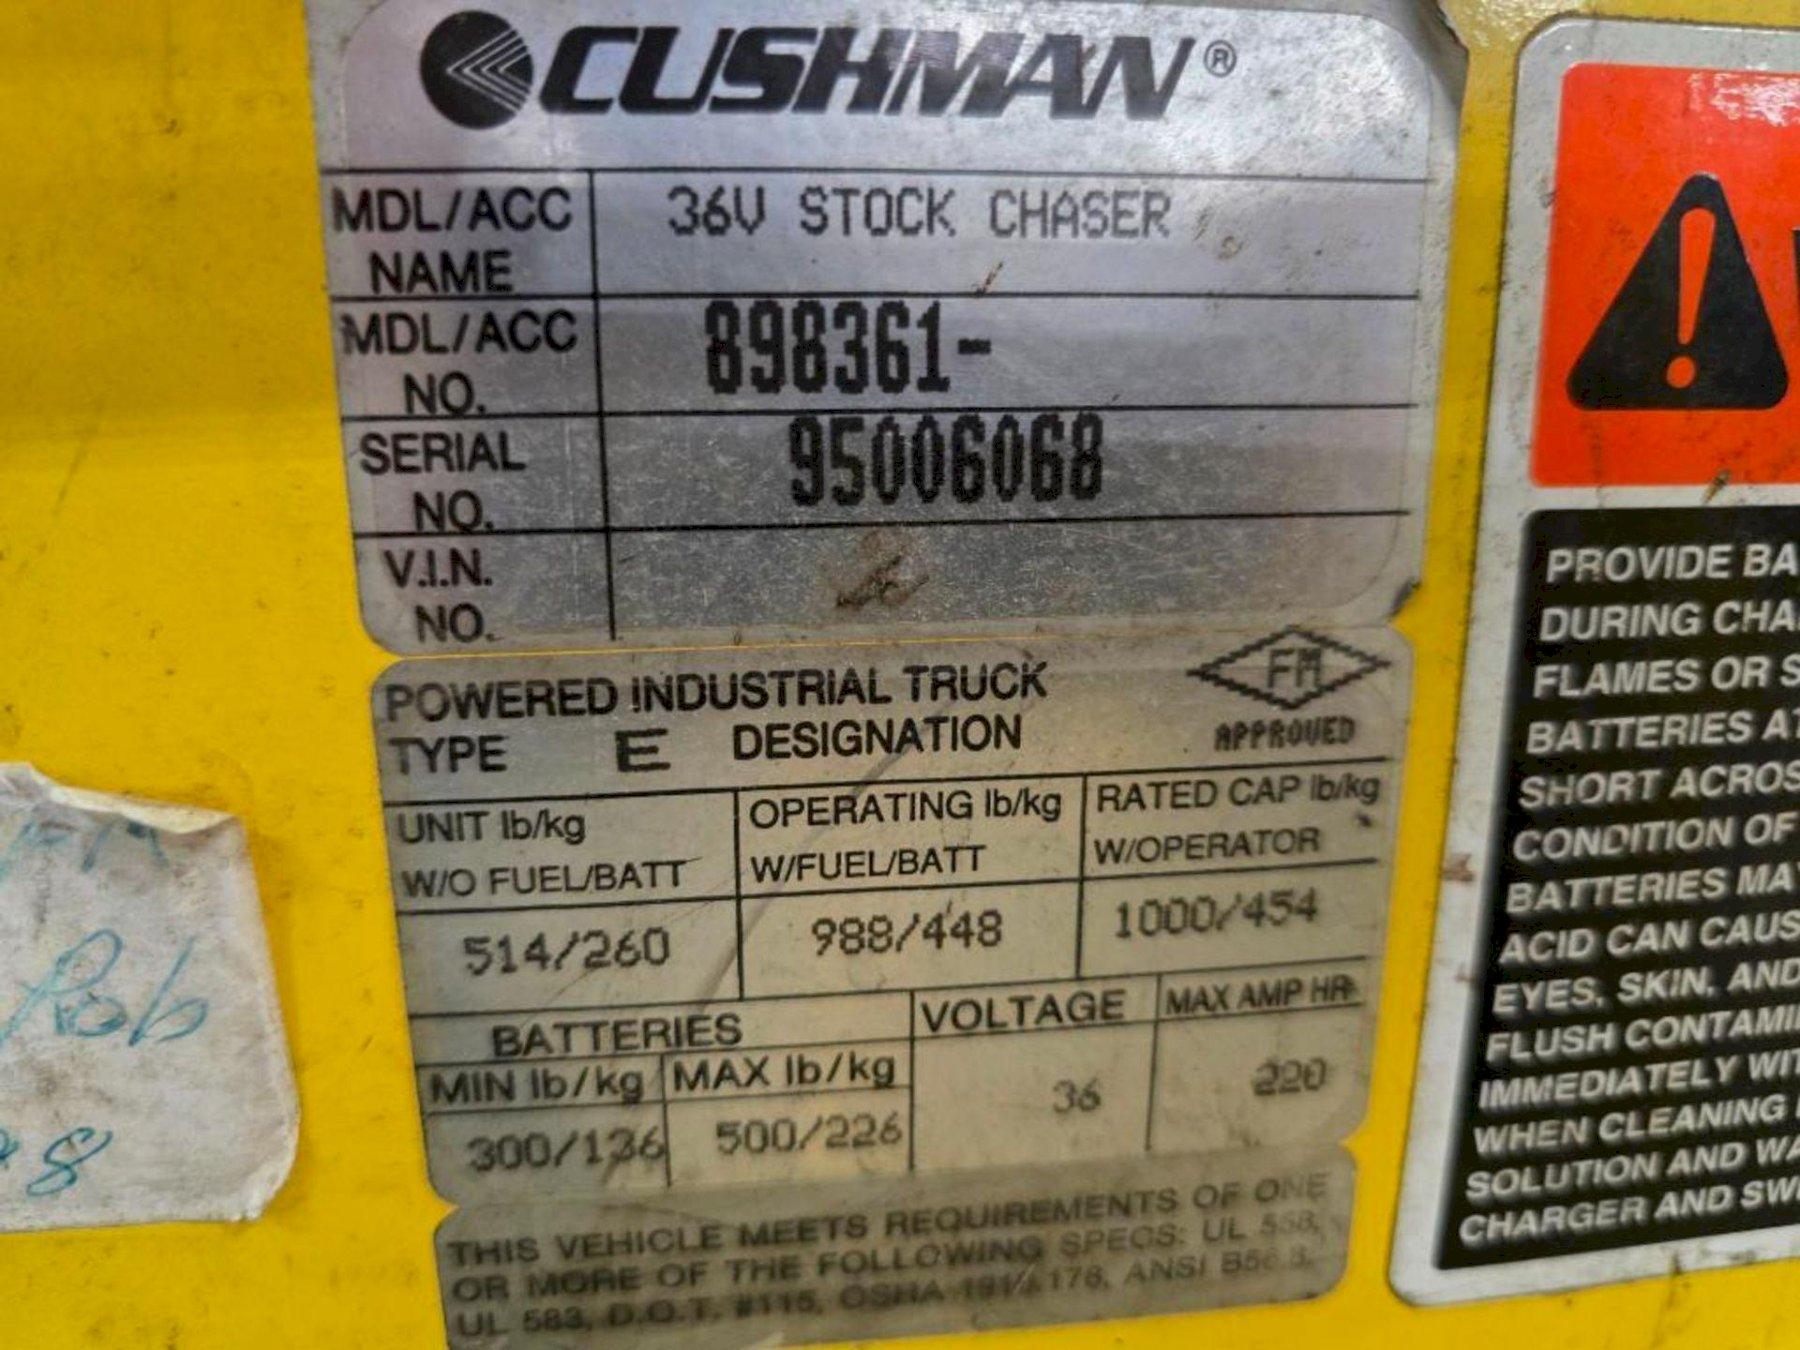 CUSHMAN®
MDL/ACC NAME 36V STOCK CHASER
MDL/ACC NO. 898361-
SERIAL NO. 95006068
V.I.N. NO.
POWERED INDUSTRIAL TRUCK
TYPE E DESIGNATION
FM
APPROVED
UNIT lb/kg
W/O FUEL/BATT
OPERATING lb/kg
W/FUEL/BATT
RATED CAP lb/kg
W/OPERATOR
514/260
988/448
1000/454
BATTERIES
VOLTAGE
MAX AMP HR
MIN lb/kg
MAX lb/kg
36
220
300/136
500/226
THIS VEHICLE MEETS REQUIREMENTS OF ONE
OR MORE OF THE FOLLOWING SPECS: UL 558,
UL 583, D.O.T. #115, OSHA 178, ANSI
PROVIDE BA
DURING CHA
FLAMES OR S
BATTERIES AT
SHORT ACROS
CONDITION OF
BATTERIES MAY
ACID CAN CAUS
EYES, SKIN, AND
FLUSH CONTAMI
IMMEDIATELY WIT
WHEN CLEANING
SOLUTION AND WA
CHARGER AND SWI
Rob
8